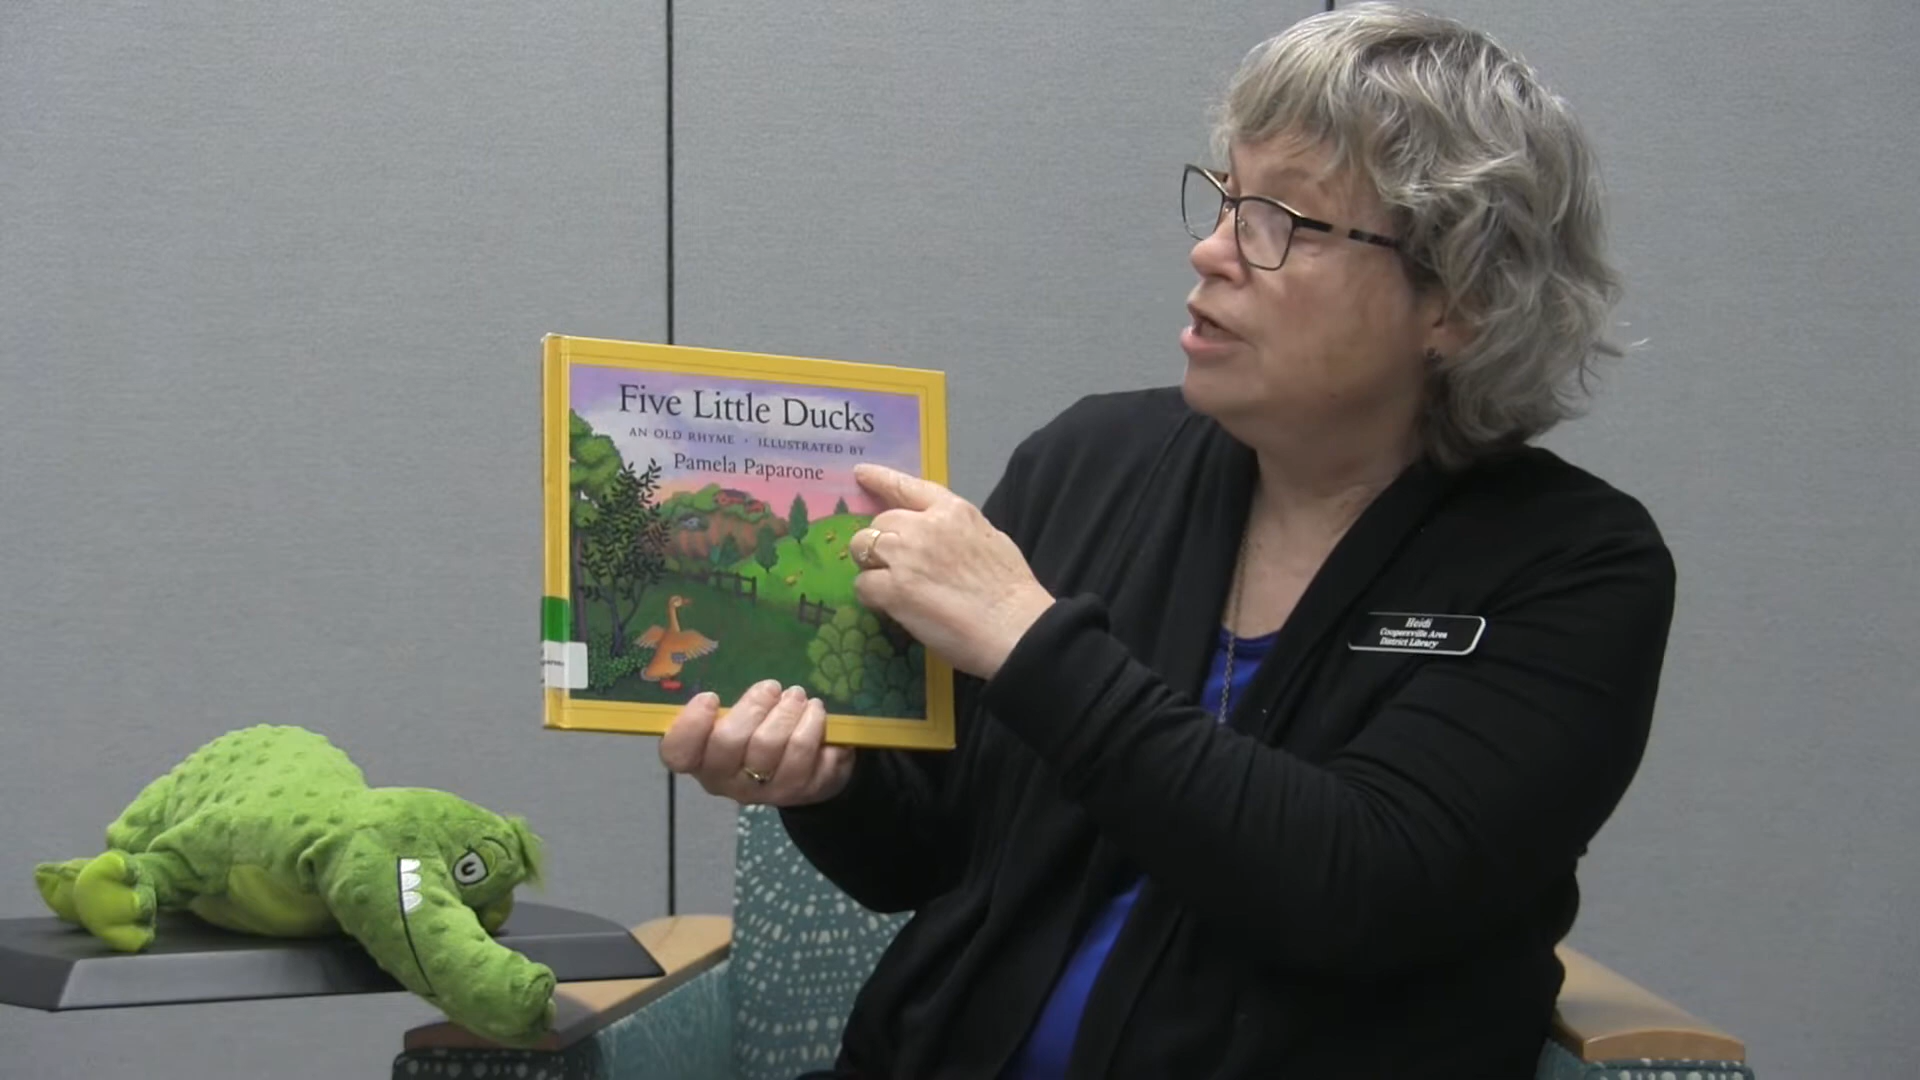 Five Little Ducks
AN OLD RHYME · ILLUSTRATED BY
Pamela Paparone
Heidi
Coopersville Area
District Library